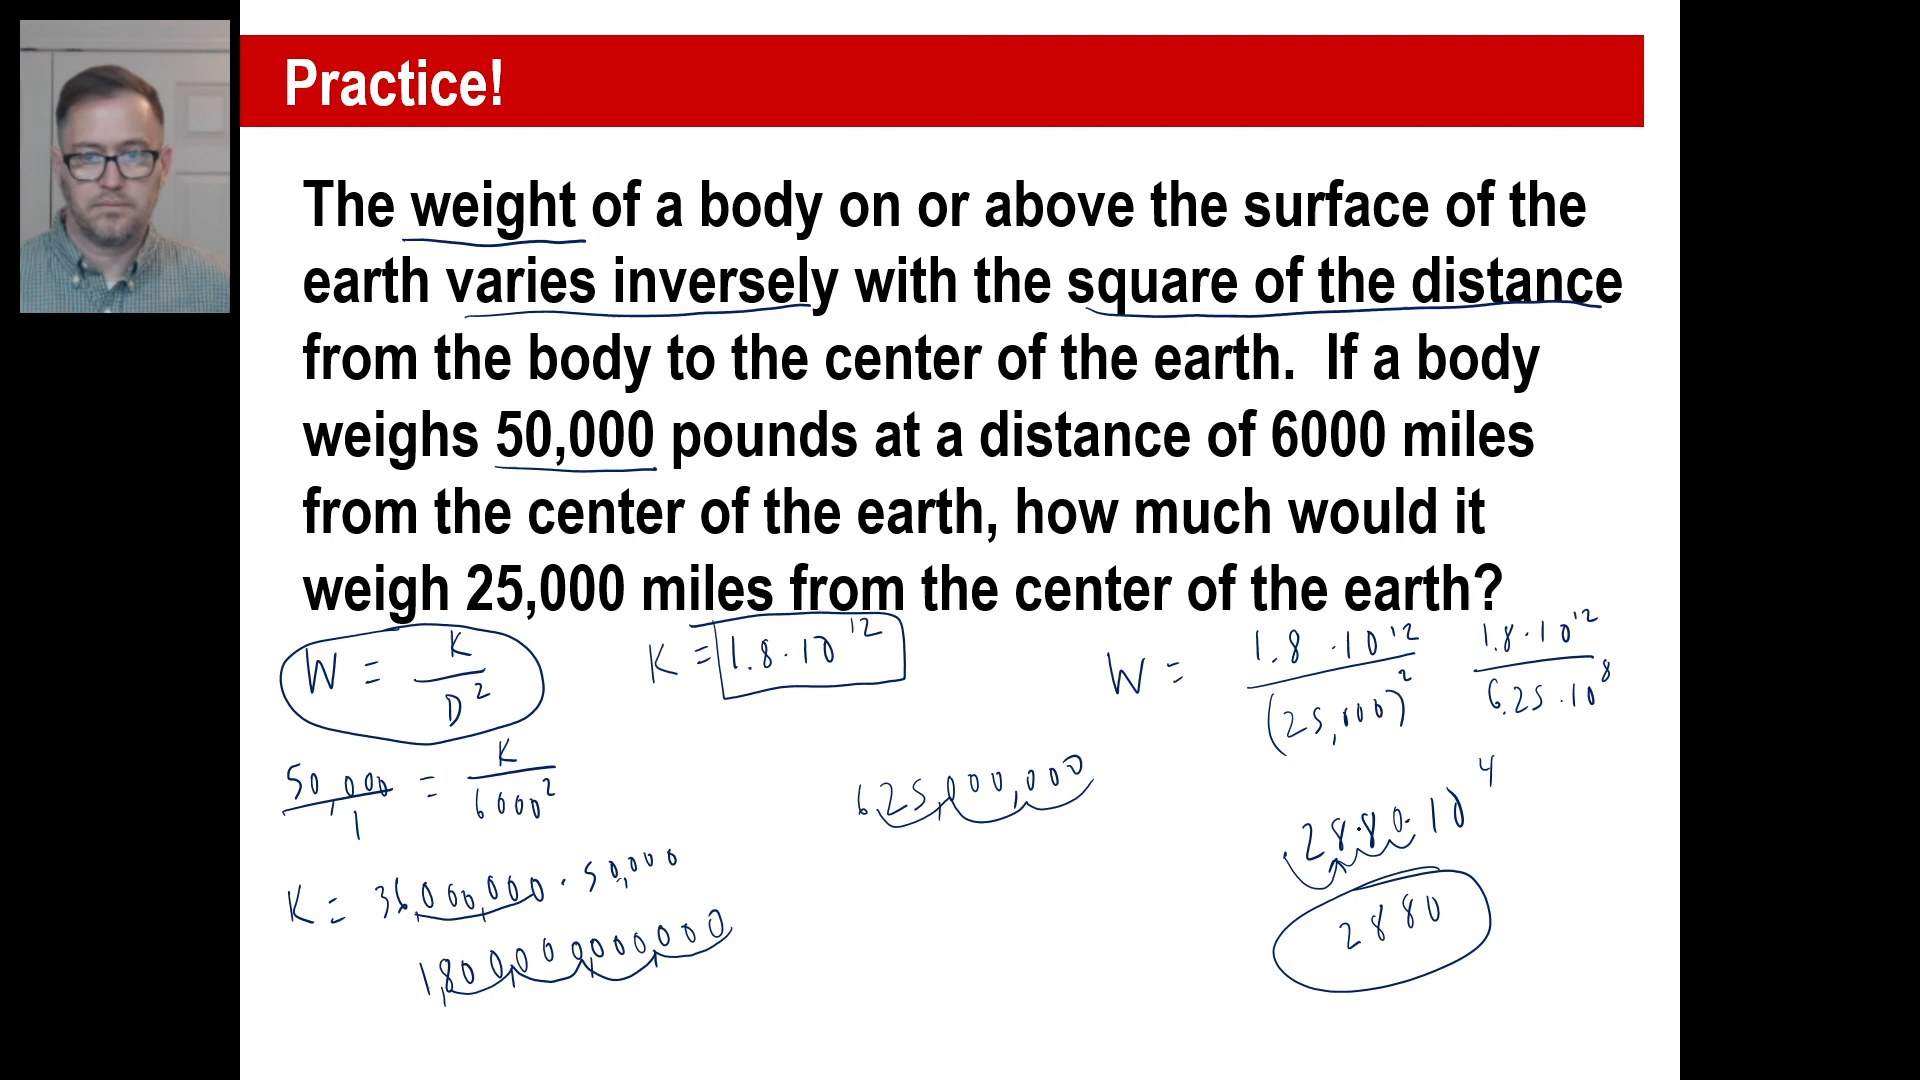 Practice!
The weight of a body on or above the surface of the
earth varies inversely with the square of the distance
from the body to the center of the earth. If a body
weighs 50,000 pounds at a distance of 6000 miles
from the center of the earth, how much would it
weigh 25,000 miles from the center of the earth?
W = K / D²
50,000 / 1 = K / 6000²
K = 36,000,000 · 50,000
1,800,000,000,000
K = 1.8 · 10¹²
625,000,000
W = 1.8 · 10¹² / (25,000)²
1.8 · 10¹² / 6.25 · 10⁸
.2880 · 10⁴
2880